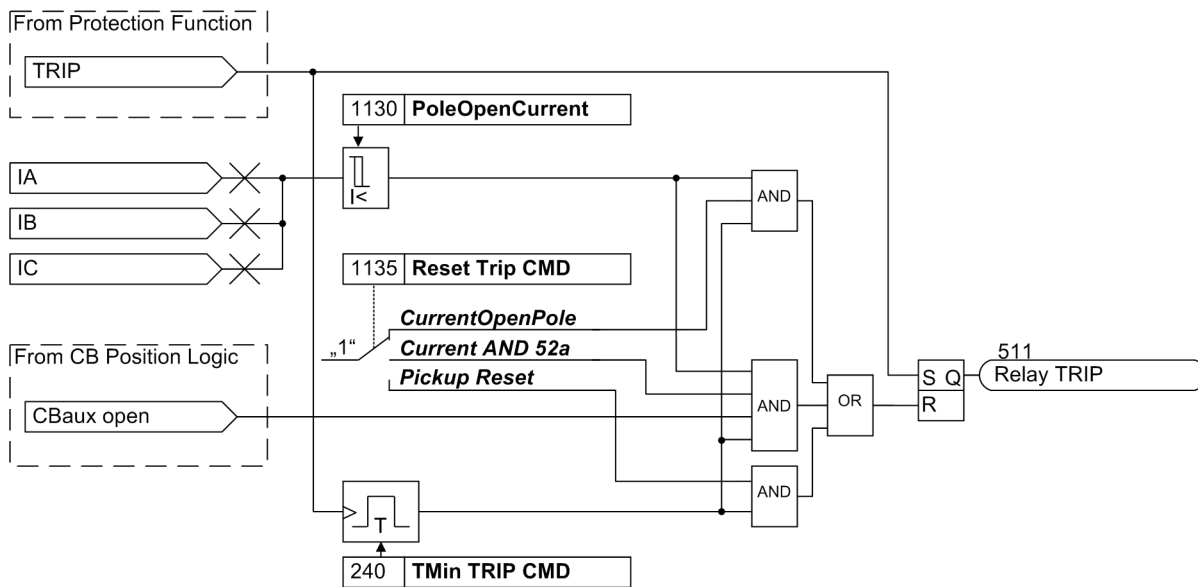 From Protection Function
TRIP
1130 PoleOpenCurrent
IA
I<
AND
IB
IC
1135 Reset Trip CMD
CurrentOpenPole
„1“
Current AND 52a
From CB Position Logic
Pickup Reset
511
S Q
Relay TRIP
CBaux open
AND
OR
R
AND
T
240 TMin TRIP CMD